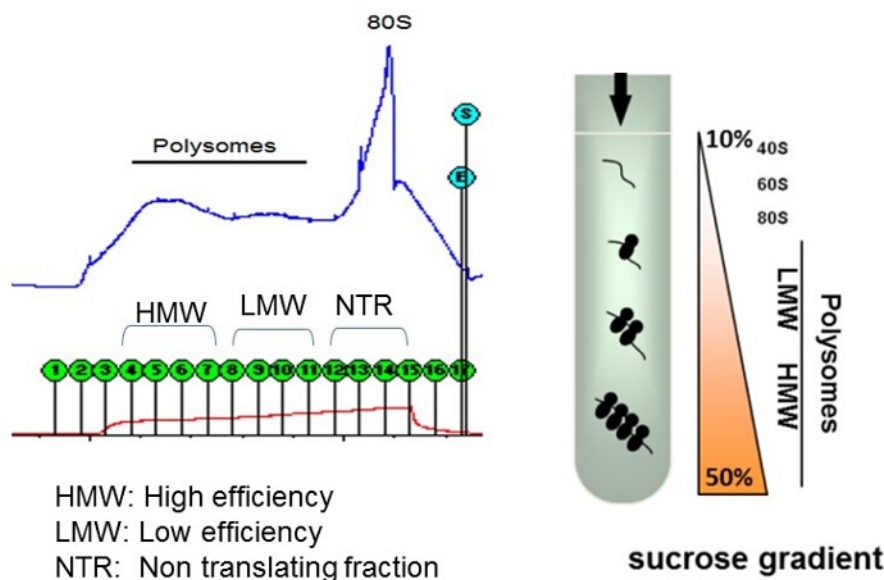 80S
Polysomes
S
E
HMW LMW NTR
1 2 3 4 5 6 7 8 9 10 11 12 13 14 15 16 17
HMW: High efficiency
LMW: Low efficiency
NTR: Non translating fraction
10%
40S
60S
80S
LMW
HMW
Polysomes
50%
sucrose gradient